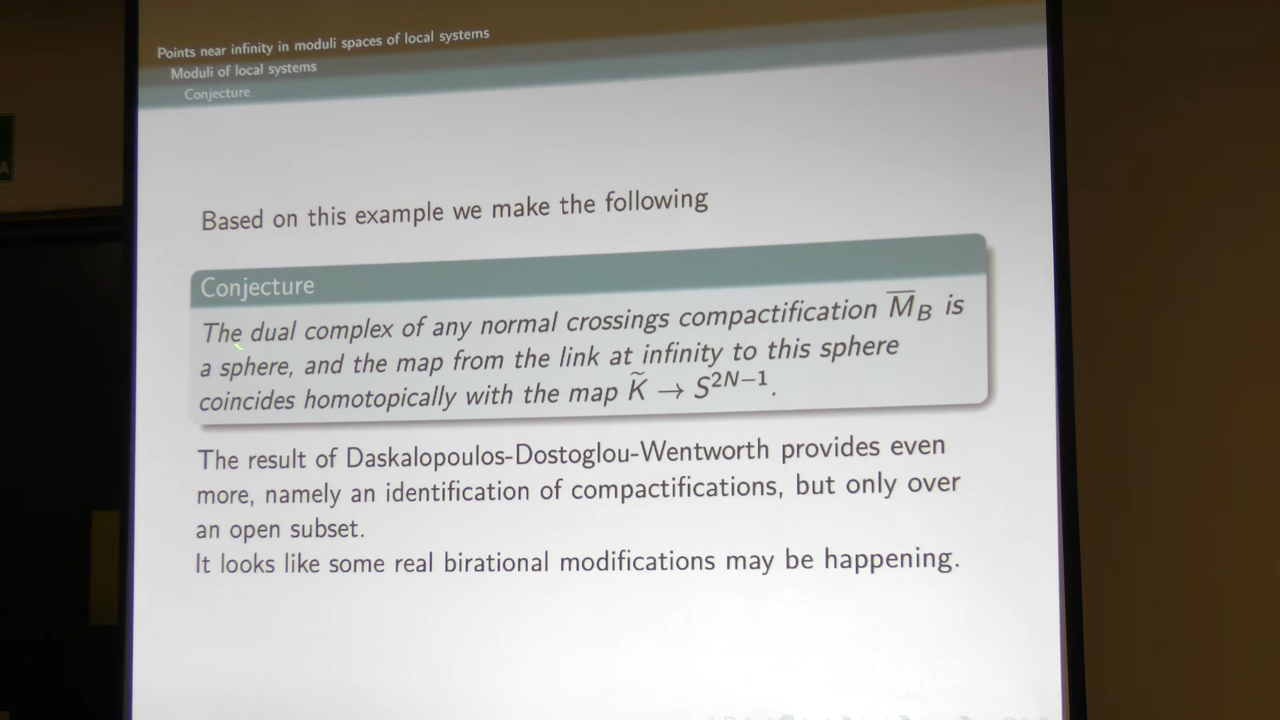 Points near infinity in moduli spaces of local systems
Moduli of local systems
Conjecture
Based on this example we make the following
Conjecture
The dual complex of any normal crossings compactification M̅_B is
a sphere, and the map from the link at infinity to this sphere
coincides homotopically with the map K̃ → S^{2N−1}.
The result of Daskalopoulos-Dostoglou-Wentworth provides even
more, namely an identification of compactifications, but only over
an open subset.
It looks like some real birational modifications may be happening.
A